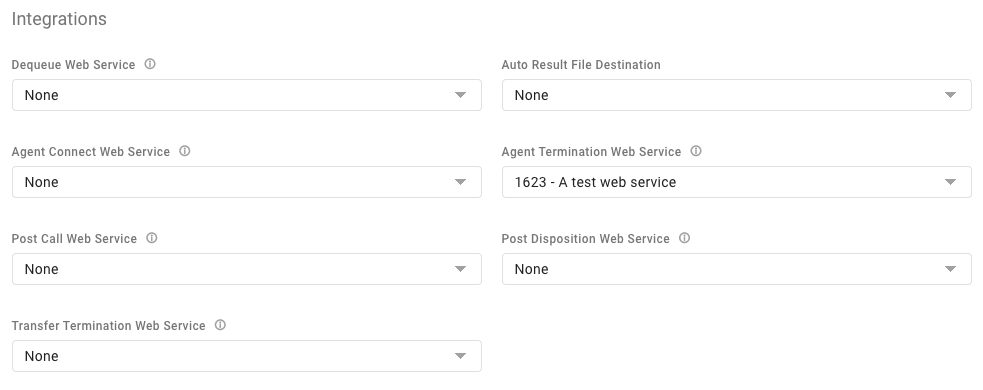 Integrations
Dequeue Web Service
Auto Result File Destination
None
None
Agent Connect Web Service
Agent Termination Web Service
None
1623 - A test web service
Post Call Web Service
Post Disposition Web Service
None
None
Transfer Termination Web Service
None